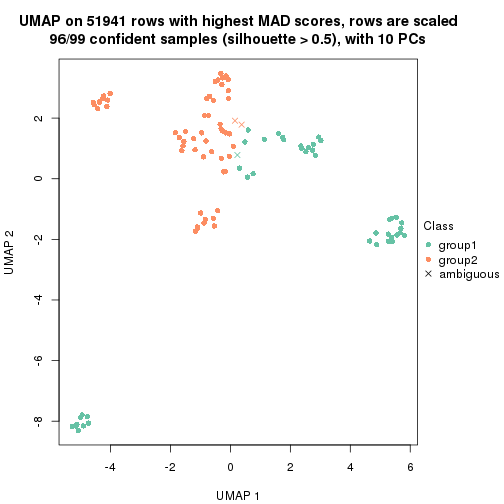 UMAP on 51941 rows with highest MAD scores, rows are scaled
96/99 confident samples (silhouette > 0.5), with 10 PCs
2
0
-2
-4
-6
-8
UMAP 2
-4
-2
0
2
4
6
UMAP 1
Class
group1
group2
ambiguous